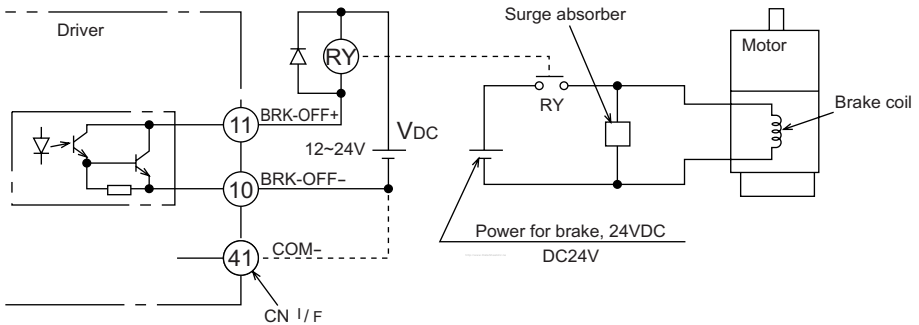 Surge absorber
Driver
Motor
RY
RY
Brake coil
11
BRK-OFF+
VDC
12~24V
10
BRK-OFF–
Power for brake, 24VDC
DC24V
41
COM–
CN I/F